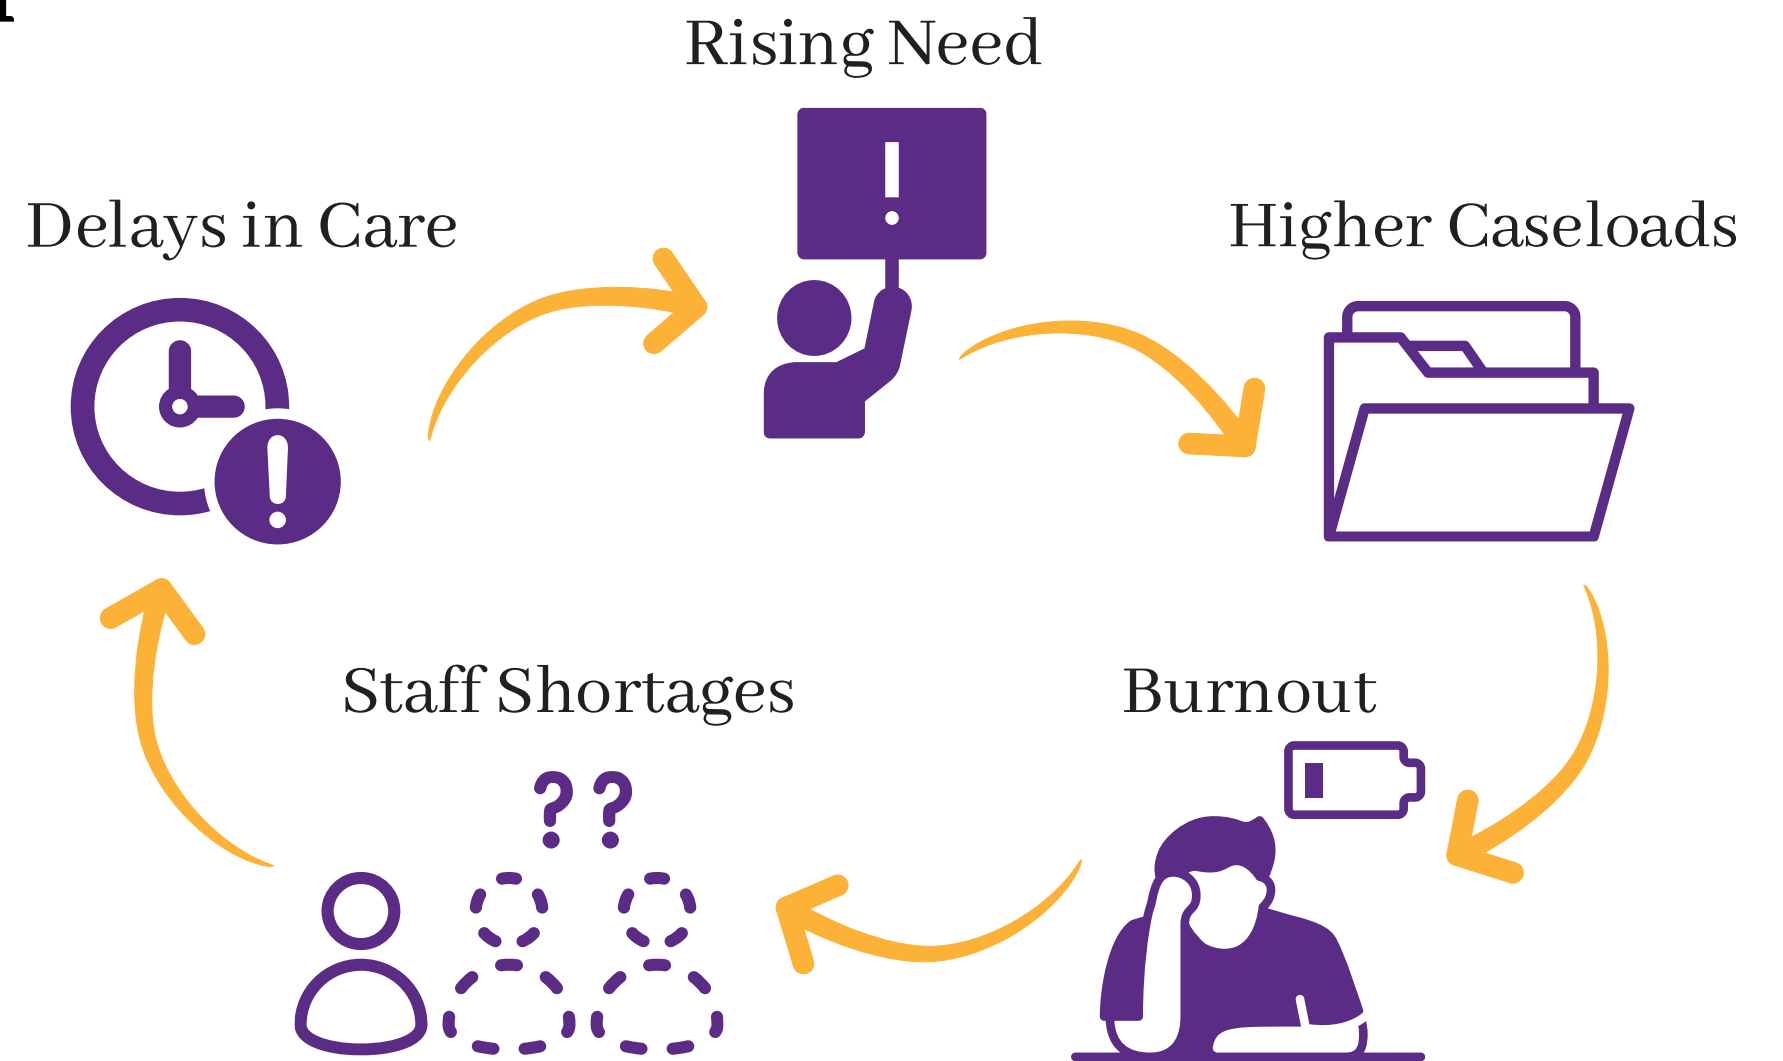 Rising Need
Delays in Care
Higher Caseloads
!
!
Staff Shortages
Burnout
??